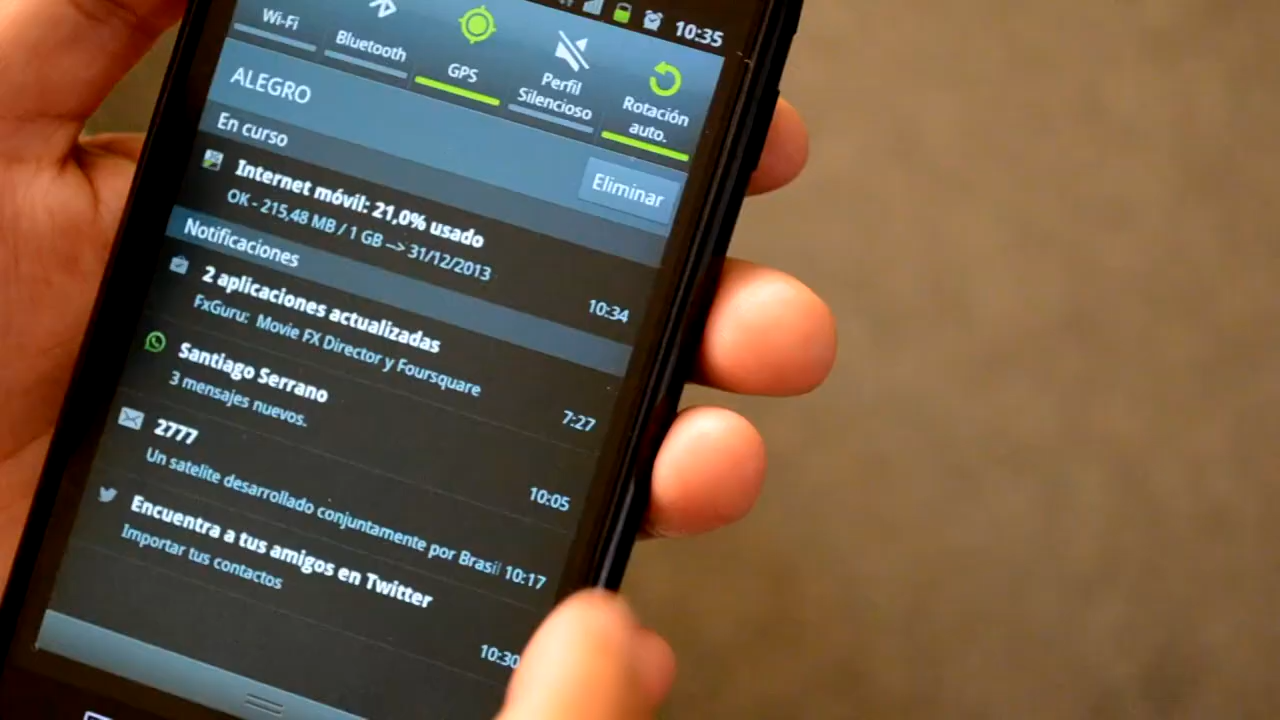 10:35
Wi-Fi
Bluetooth
GPS
Perfil
Silencioso
Rotación
auto.
ALEGRO
En curso
Eliminar
Internet móvil: 21,0% usado
OK - 215,48 MB / 1 GB --> 31/12/2013
10:34
Notificaciones
2 aplicaciones actualizadas
FxGuru: Movie FX Director y Foursquare
7:27
Santiago Serrano
3 mensajes nuevos.
10:05
2777
Un satelite desarrollado conjuntamente por Brasil 10:17
Encuentra a tus amigos en Twitter
Importar tus contactos
10:30